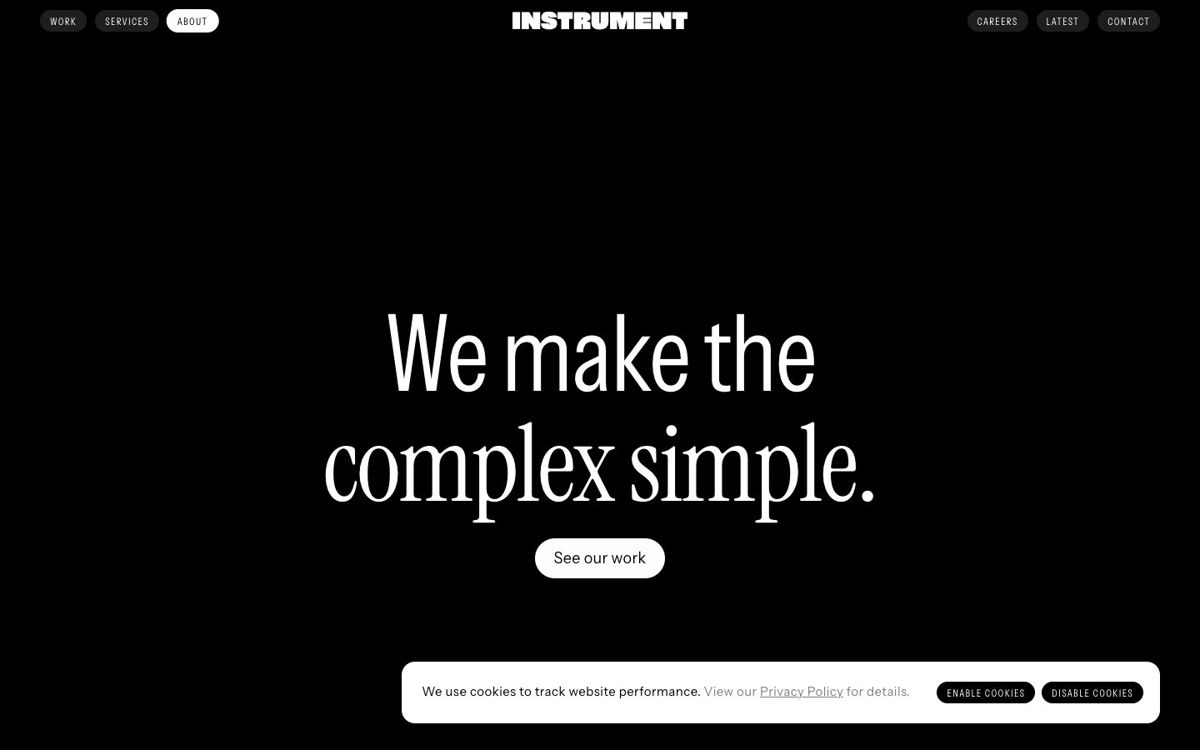 WORK SERVICES ABOUT INSTRUMENT CAREERS LATEST CONTACT
We make the
complex simple.
See our work
We use cookies to track website performance. View our Privacy Policy for details. ENABLE COOKIES DISABLE COOKIES